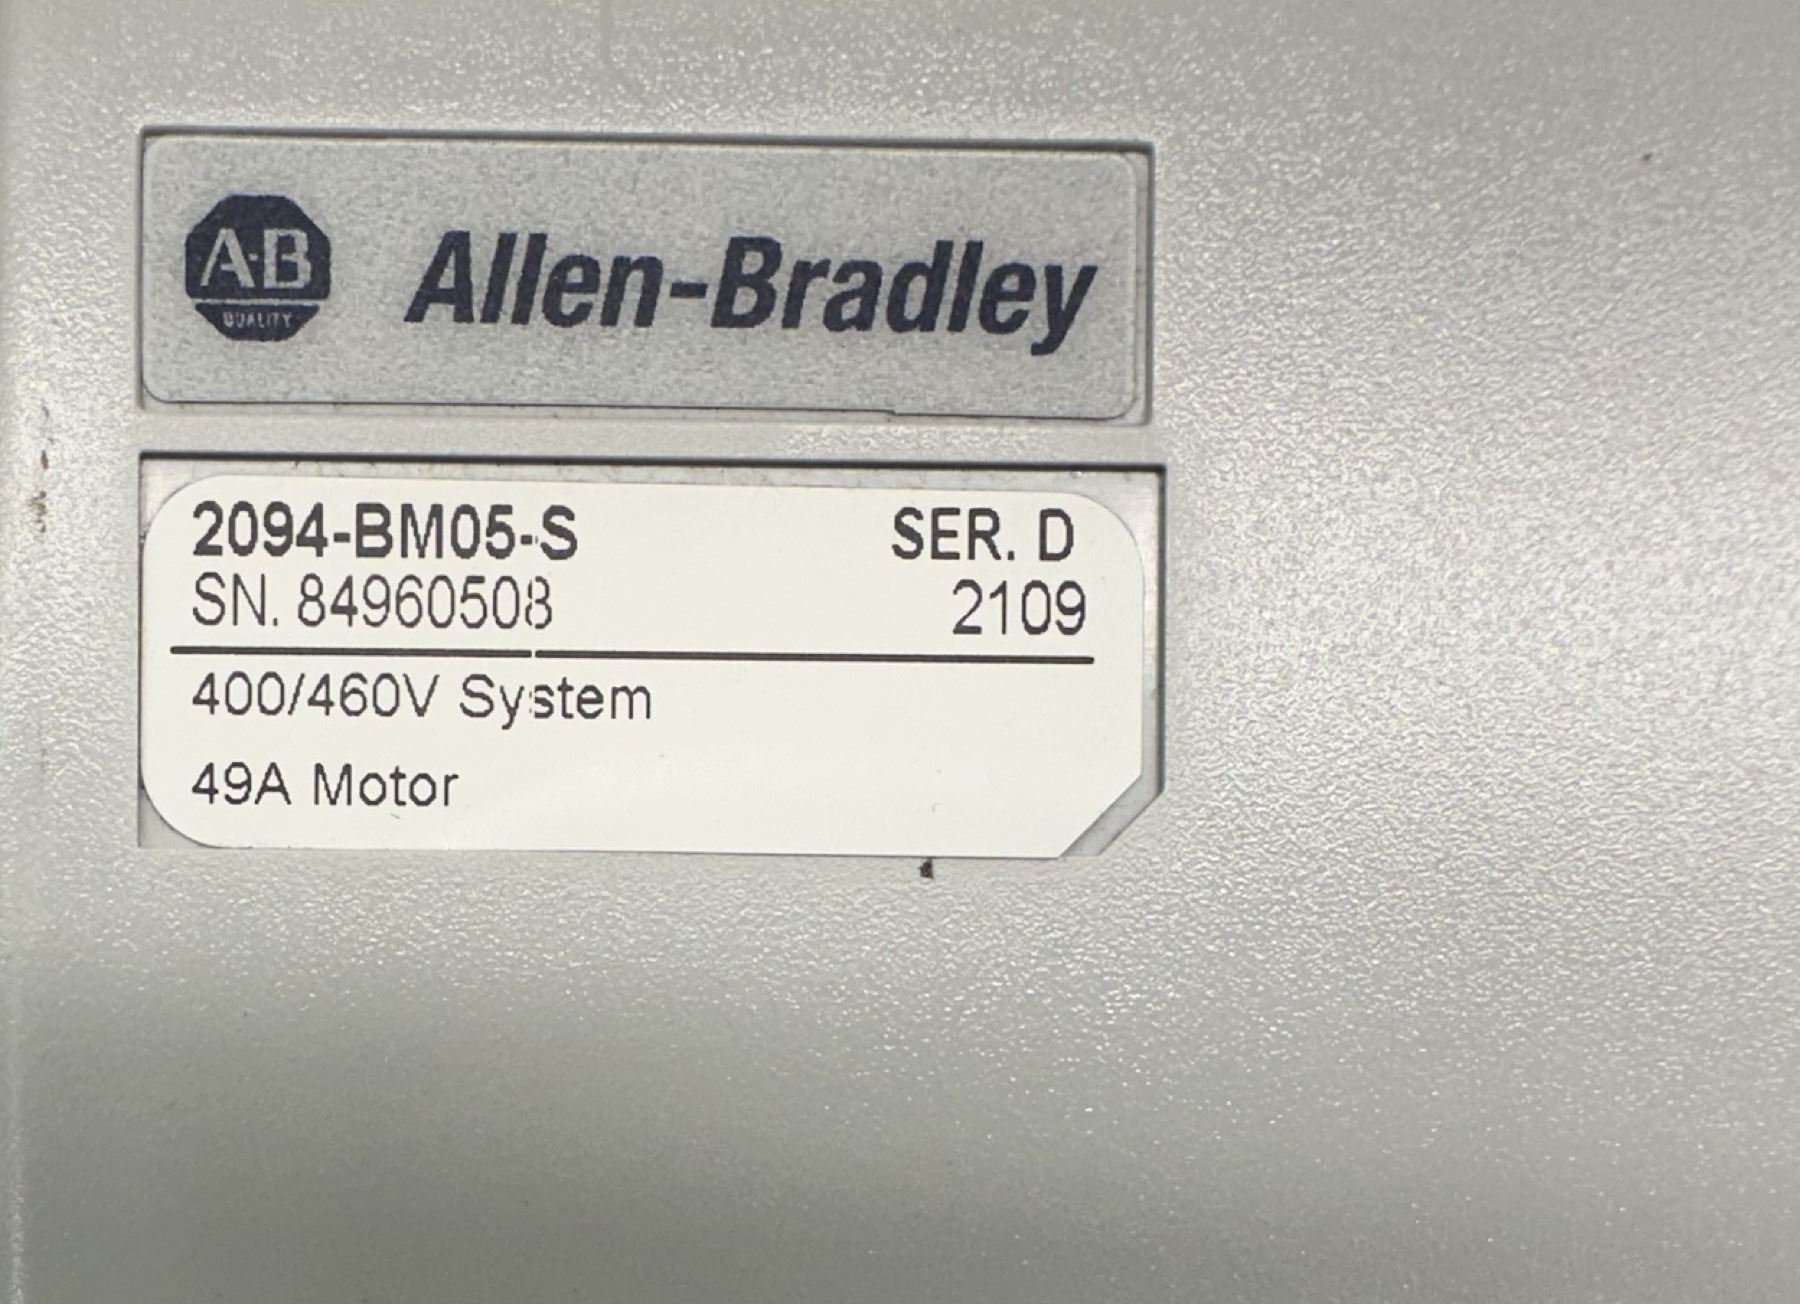 A-B
QUALITY
Allen-Bradley
2094-BM05-S SER. D
SN. 84960508 2109
400/460V System
49A Motor